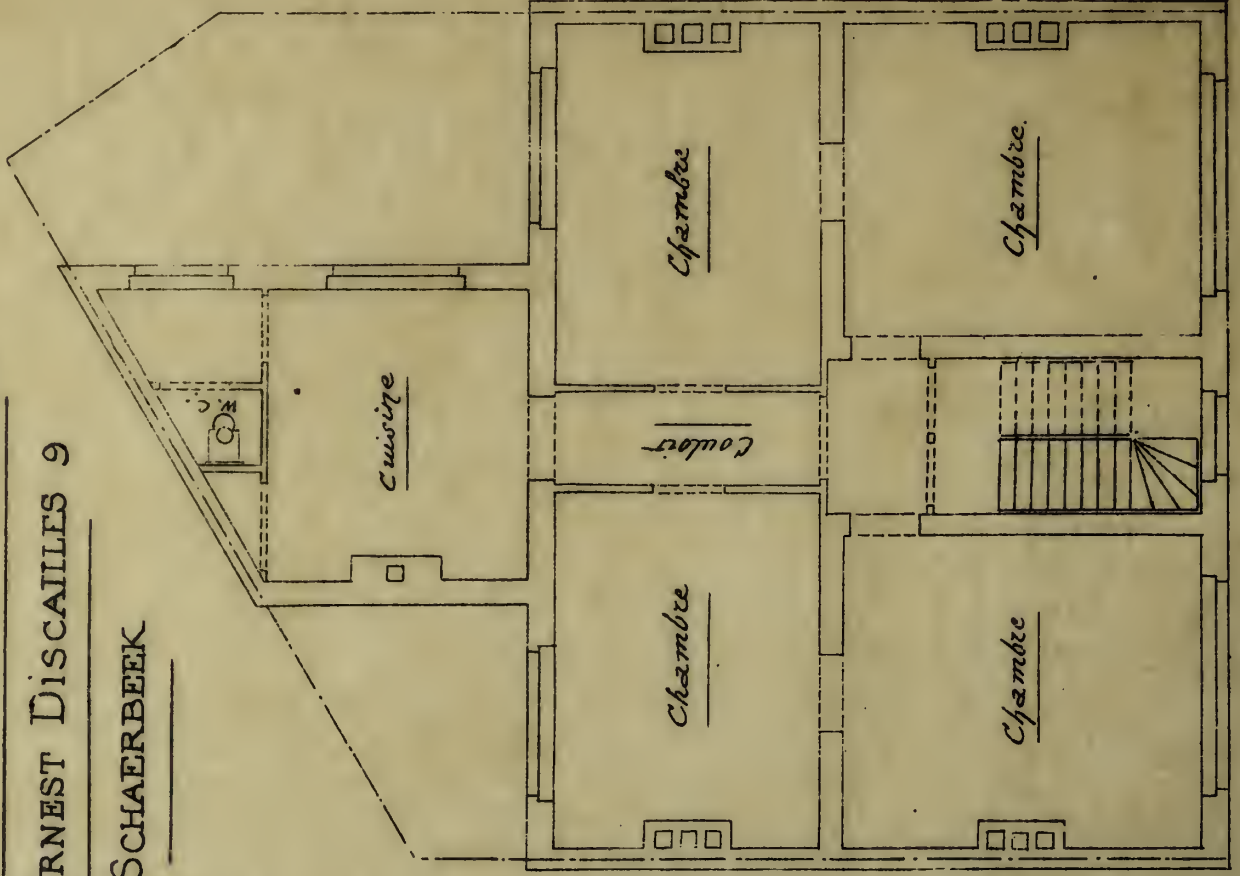 RNEST DISCAILLES 9
SCHAERBEEK
W.C.
Cuisine
Couloir
Chambre
Chambre.
Chambre
Chambre